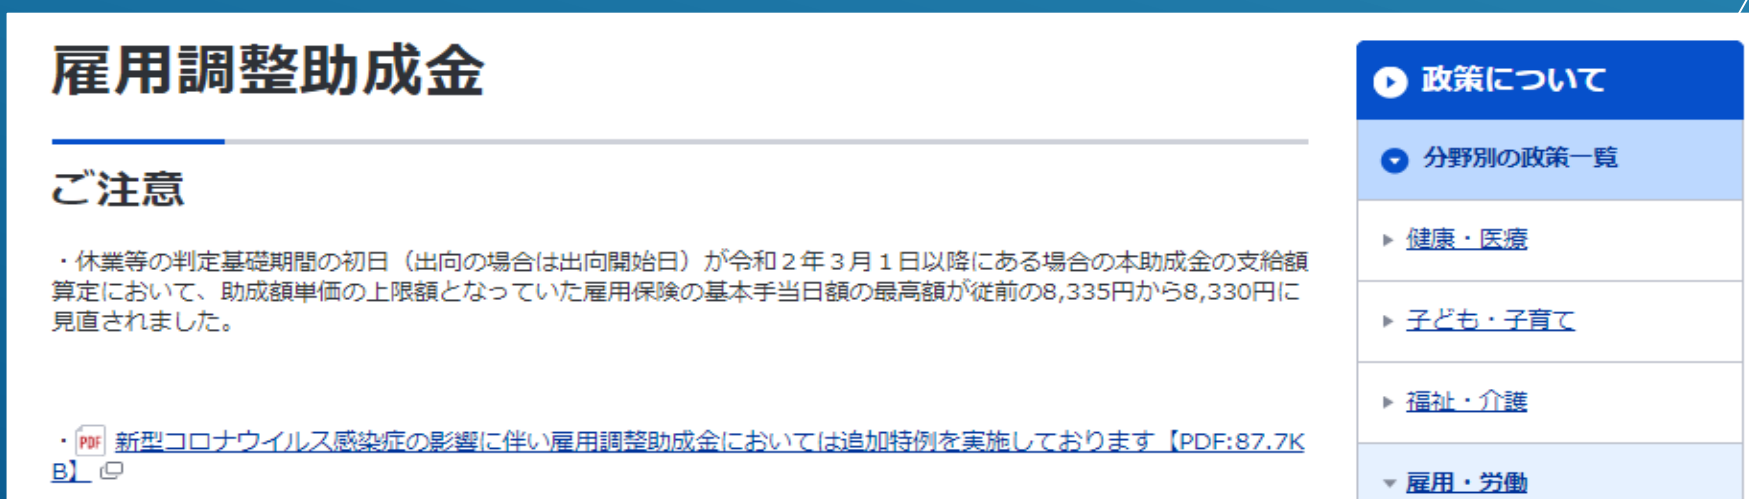 雇用調整助成金
ご注意
・休業等の判定基礎期間の初日（出向の場合は出向開始日）が令和２年３月１日以降にある場合の本助成金の支給額
算定において、助成額単価の上限額となっていた雇用保険の基本手当日額の最高額が従前の8,335円から8,330円に
見直されました。
・PDF 新型コロナウイルス感染症の影響に伴い雇用調整助成金においては追加特例を実施しております【PDF:87.7K
B】
政策について
分野別の政策一覧
健康・医療
子ども・子育て
福祉・介護
雇用・労働